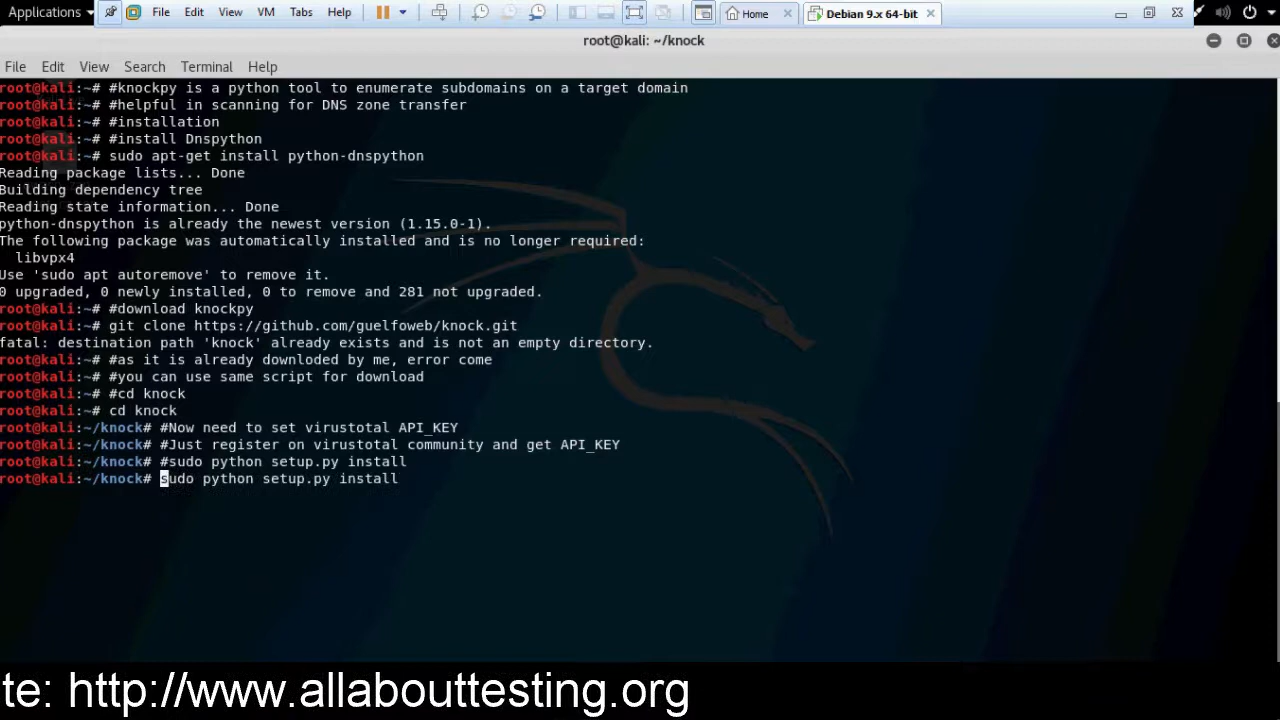 Applications File Edit View VM Tabs Help Home Debian 9.x 64-bit
root@kali: ~/knock
File Edit View Search Terminal Help
root@kali:~# #knockpy is a python tool to enumerate subdomains on a target domain
root@kali:~# #helpful in scanning for DNS zone transfer
root@kali:~# #installation
root@kali:~# #install Dnspython
root@kali:~# sudo apt-get install python-dnspython
Reading package lists... Done
Building dependency tree
Reading state information... Done
python-dnspython is already the newest version (1.15.0-1).
The following package was automatically installed and is no longer required:
libvpx4
Use 'sudo apt autoremove' to remove it.
0 upgraded, 0 newly installed, 0 to remove and 281 not upgraded.
root@kali:~# #download knockpy
root@kali:~# git clone https://github.com/guelfoweb/knock.git
fatal: destination path 'knock' already exists and is not an empty directory.
root@kali:~# #as it is already downloded by me, error come
root@kali:~# #you can use same script for download
root@kali:~# #cd knock
root@kali:~# cd knock
root@kali:~/knock# #Now need to set virustotal API_KEY
root@kali:~/knock# #Just register on virustotal community and get API_KEY
root@kali:~/knock# #sudo python setup.py install
root@kali:~/knock# sudo python setup.py install
te: http://www.allabouttesting.org